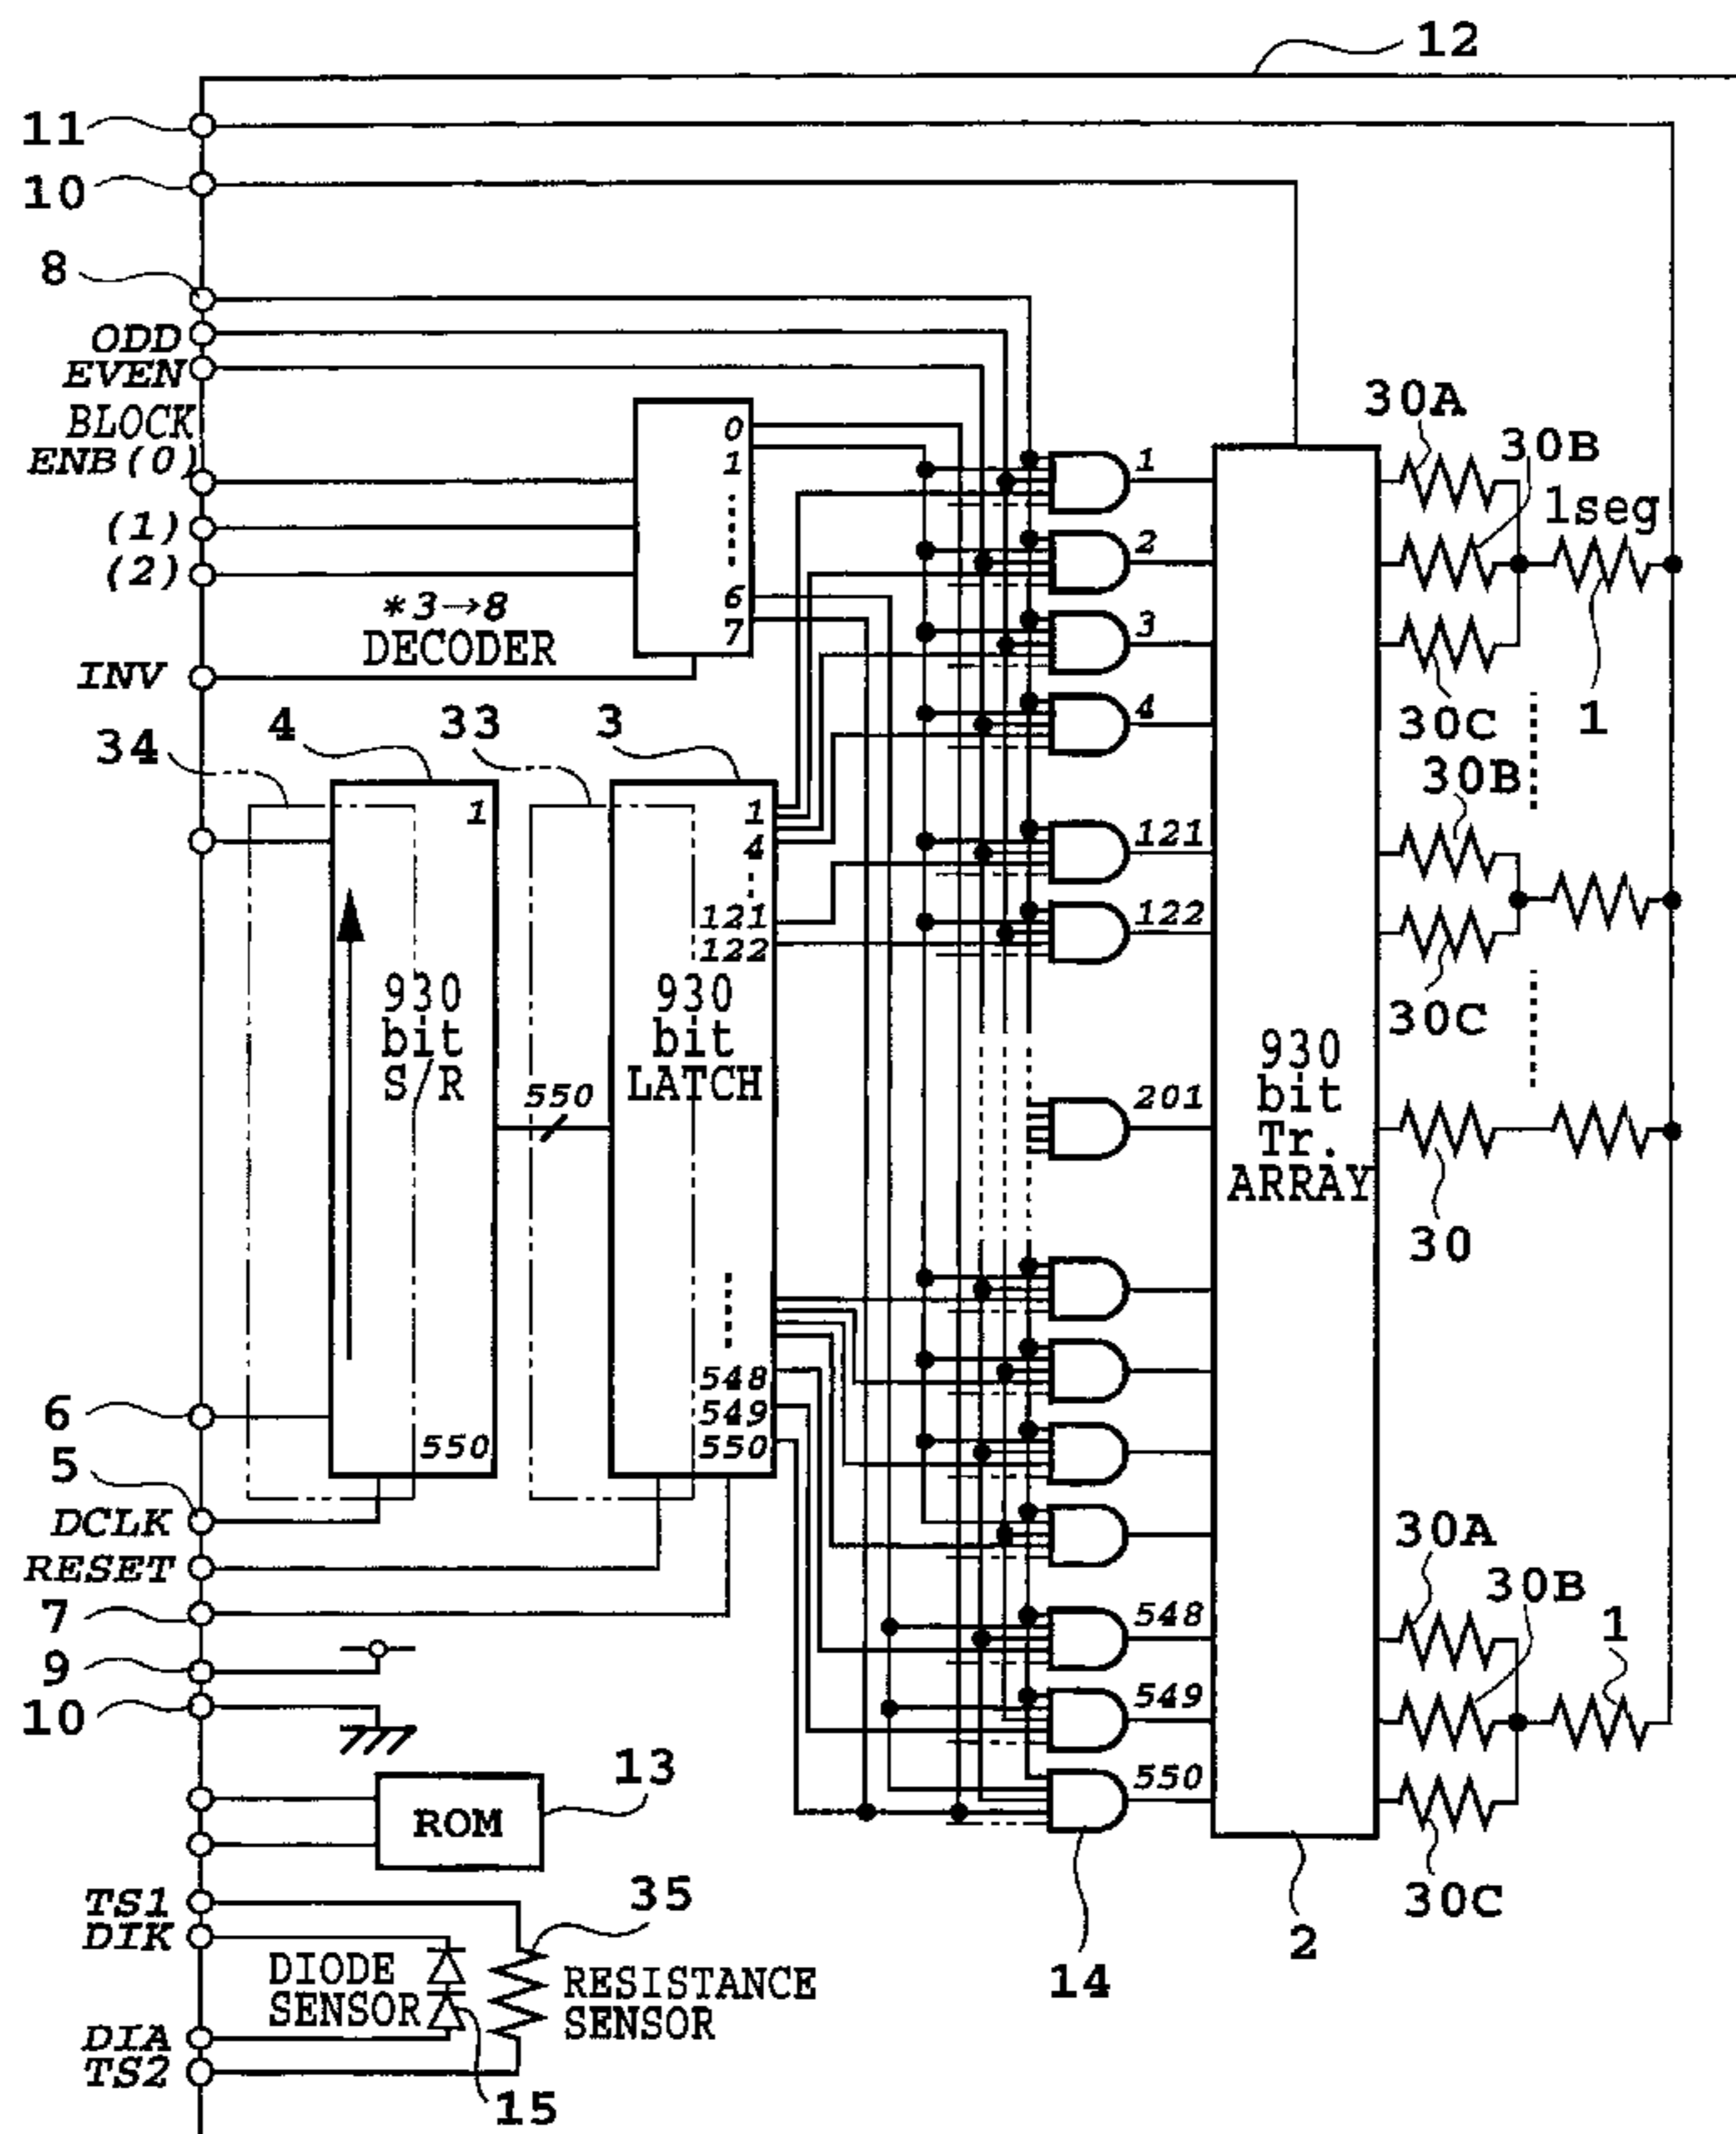 12
11
10
8
ODD
EVEN
BLOCK
ENB(0)
(1)
(2)
0
1
6
7
*3→8
DECODER
INV
1
2
3
4
121
122
201
548
549
550
30A
30B
1seg
30C
1
30B
30C
30
34
4
33
3
1
930
bit
S/R
550
550
1
4
121
122
930
bit
LATCH
548
549
550
930
bit
Tr.
ARRAY
6
5
DCLK
RESET
7
9
10
30A
30B
1
30C
13
ROM
14
2
TS1
DIK
35
DIODE
SENSOR
RESISTANCE
SENSOR
DIA
TS2
15